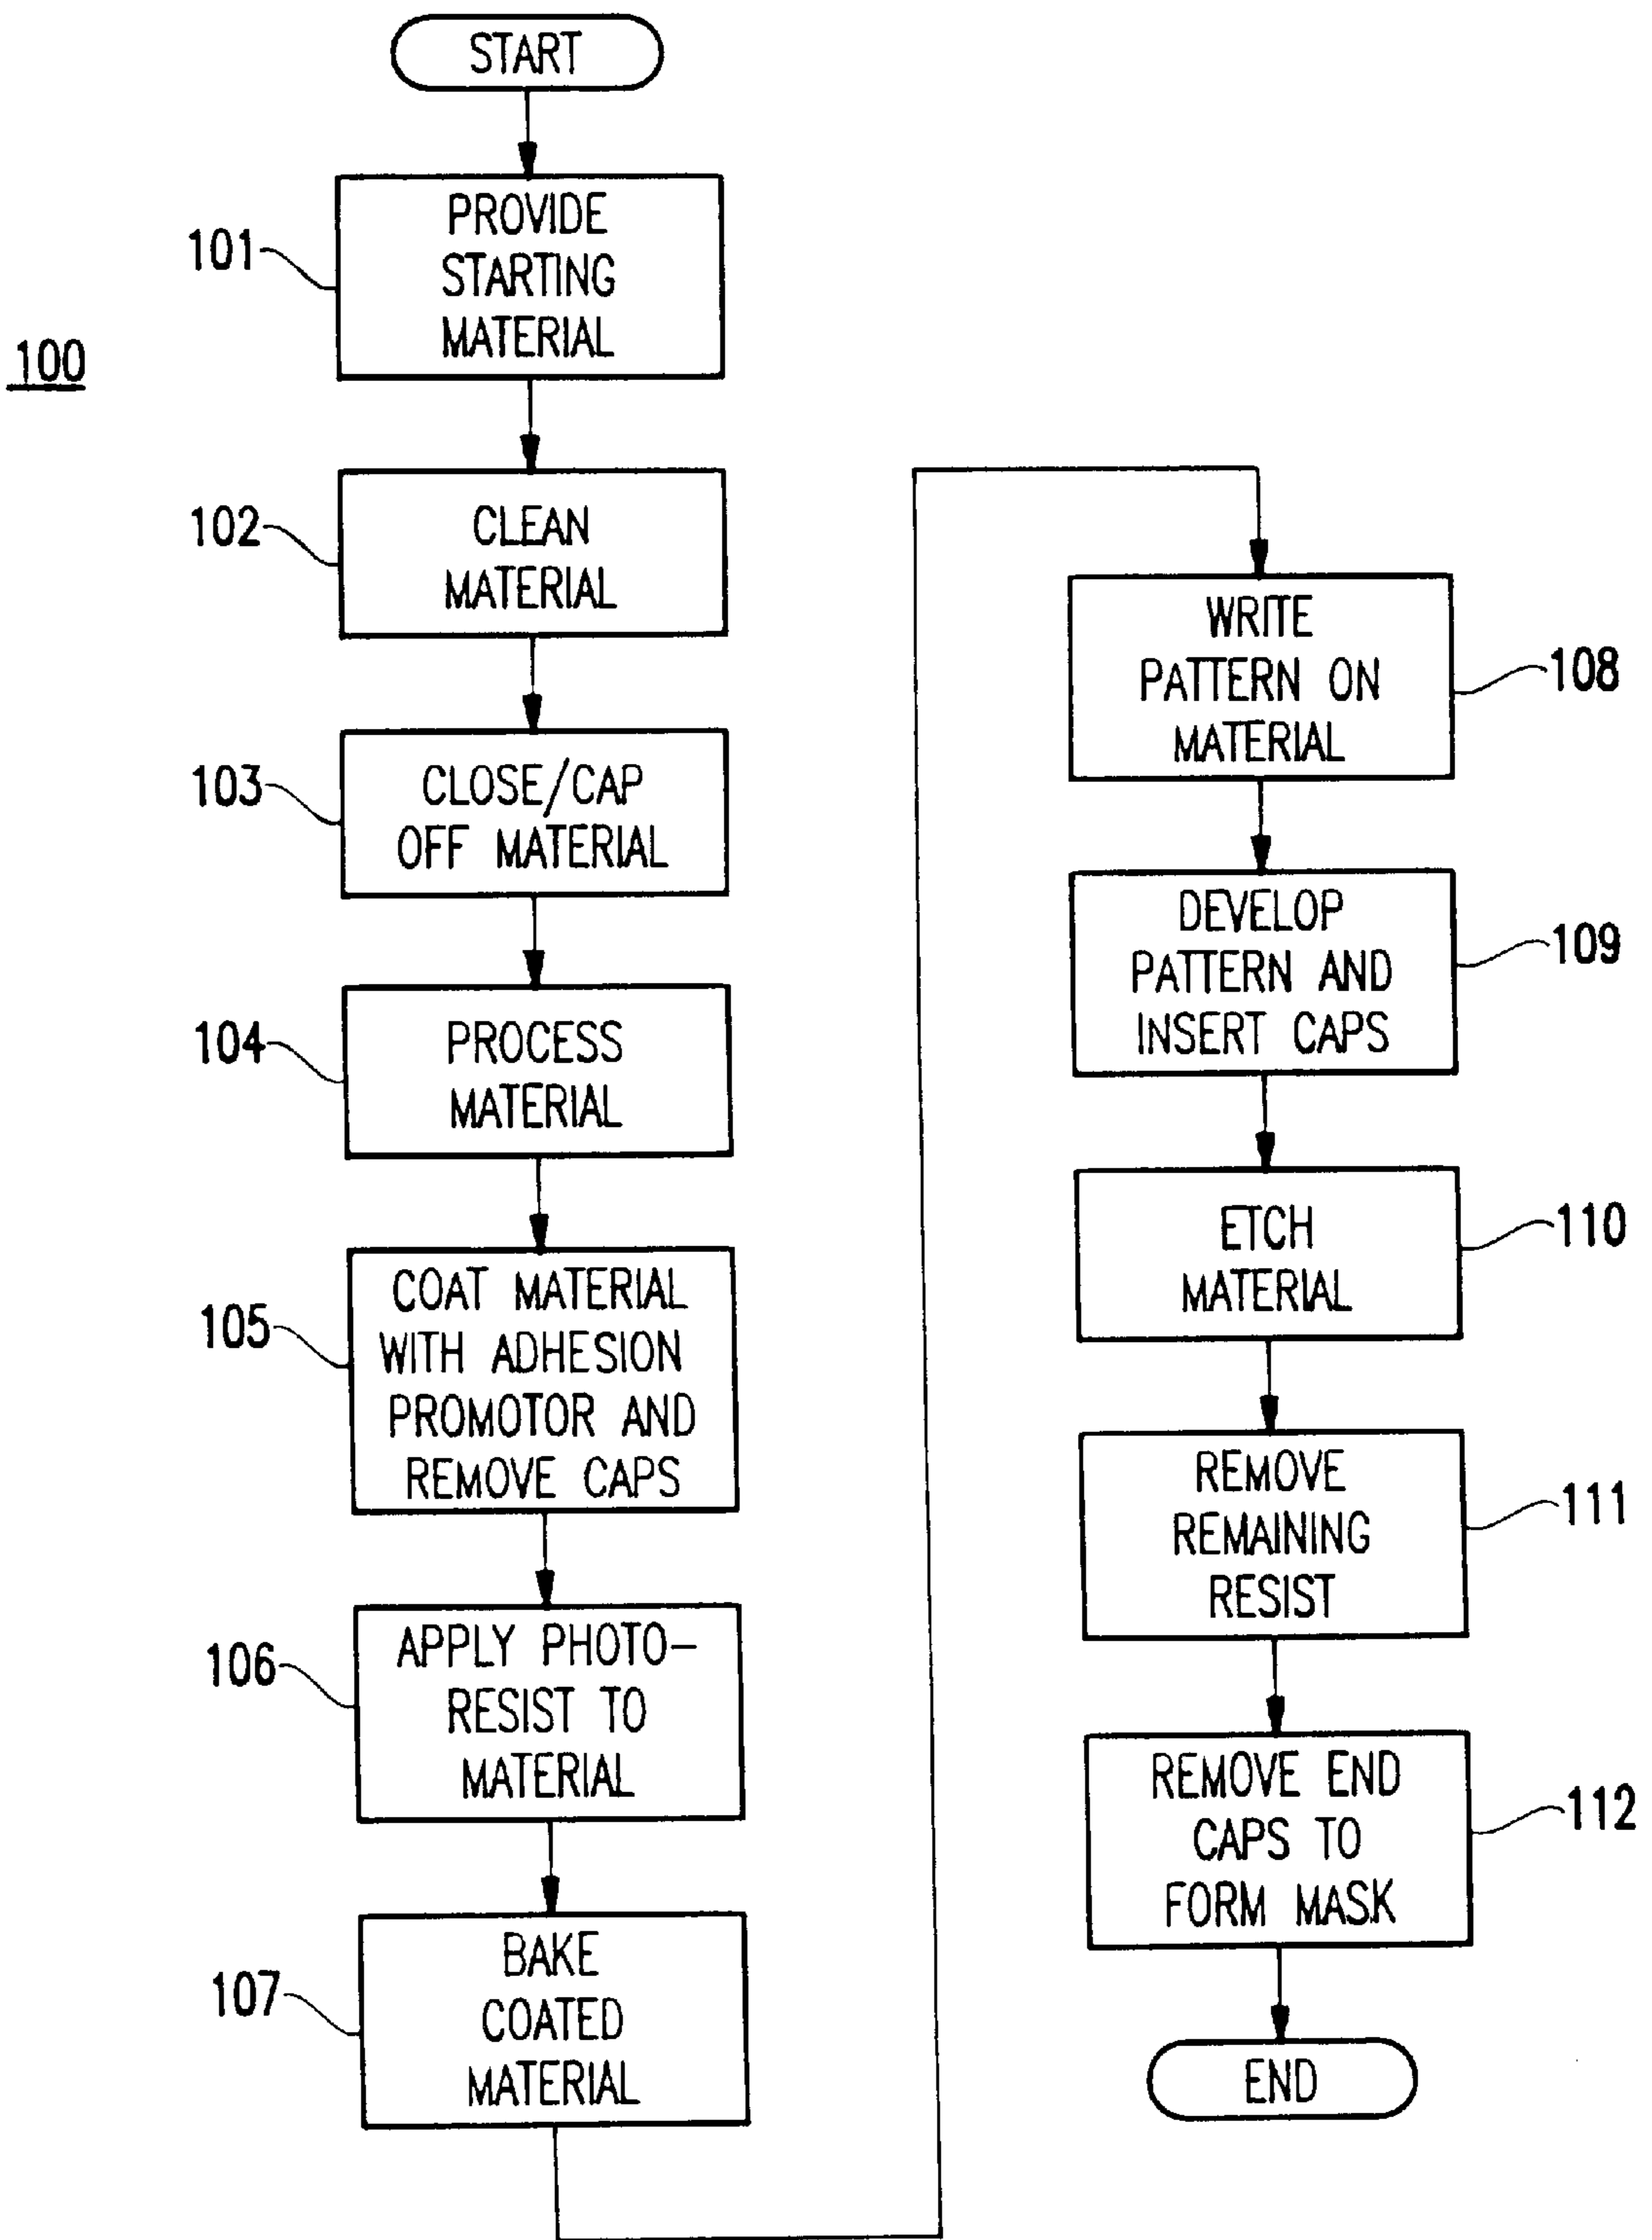 START
PROVIDE
STARTING
MATERIAL
101
100
CLEAN
MATERIAL
102
CLOSE/CAP
OFF MATERIAL
103
PROCESS
MATERIAL
104
COAT MATERIAL
WITH ADHESION
PROMOTOR AND
REMOVE CAPS
105
APPLY PHOTO-
RESIST TO
MATERIAL
106
BAKE
COATED
MATERIAL
107
WRITE
PATTERN ON
MATERIAL
108
DEVELOP
PATTERN AND
INSERT CAPS
109
ETCH
MATERIAL
110
REMOVE
REMAINING
RESIST
111
REMOVE END
CAPS TO
FORM MASK
112
END